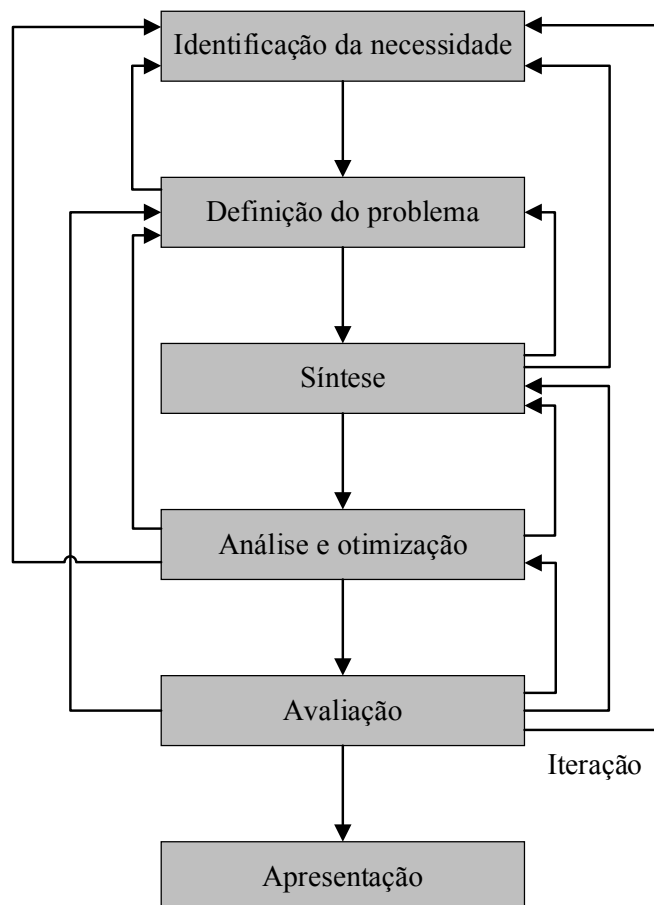 Identificação da necessidade
Definição do problema
Síntese
Análise e otimização
Avaliação
Iteração
Apresentação